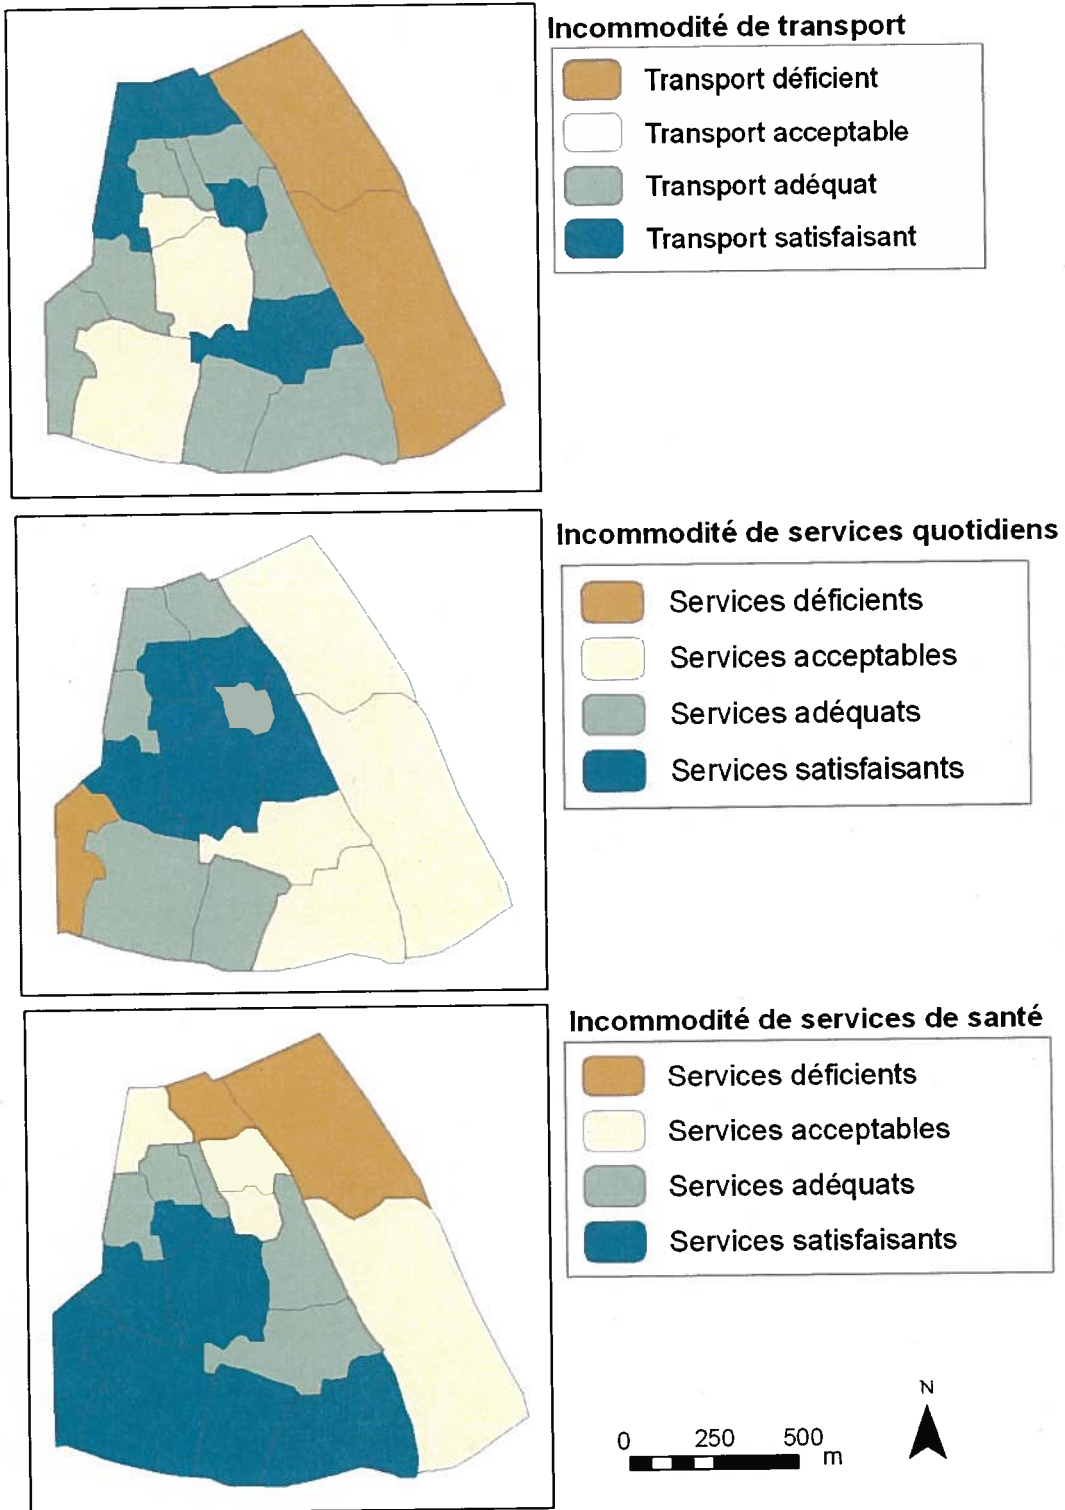 Incommodité de transport
Transport déficient
Transport acceptable
Transport adéquat
Transport satisfaisant
Incommodité de services quotidiens
Services déficients
Services acceptables
Services adéquats
Services satisfaisants
Incommodité de services de santé
Services déficients
Services acceptables
Services adéquats
Services satisfaisants
N
0 250 500
m